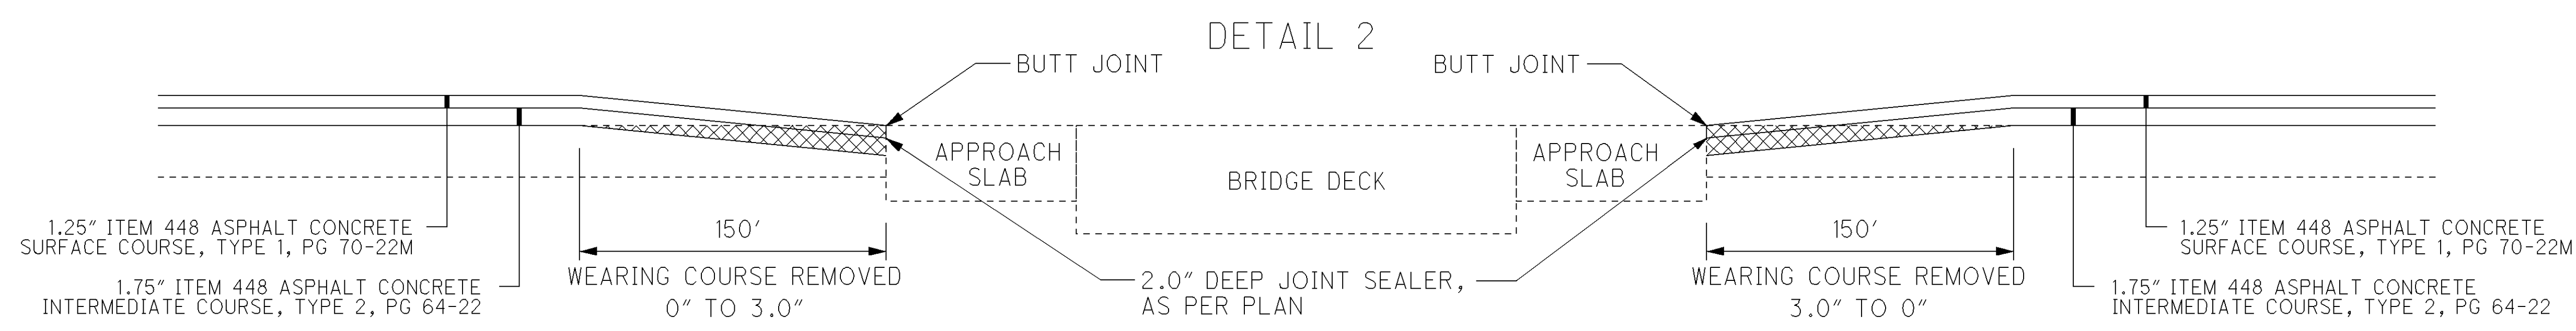 DETAIL 2
BUTT JOINT
BUTT JOINT
APPROACH
SLAB
BRIDGE DECK
APPROACH
SLAB
1.25" ITEM 448 ASPHALT CONCRETE
SURFACE COURSE, TYPE 1, PG 70-22M
1.75" ITEM 448 ASPHALT CONCRETE
INTERMEDIATE COURSE, TYPE 2, PG 64-22
150'
WEARING COURSE REMOVED
0" TO 3.0"
2.0" DEEP JOINT SEALER,
AS PER PLAN
150'
WEARING COURSE REMOVED
3.0" TO 0"
1.25" ITEM 448 ASPHALT CONCRETE
SURFACE COURSE, TYPE 1, PG 70-22M
1.75" ITEM 448 ASPHALT CONCRETE
INTERMEDIATE COURSE, TYPE 2, PG 64-22